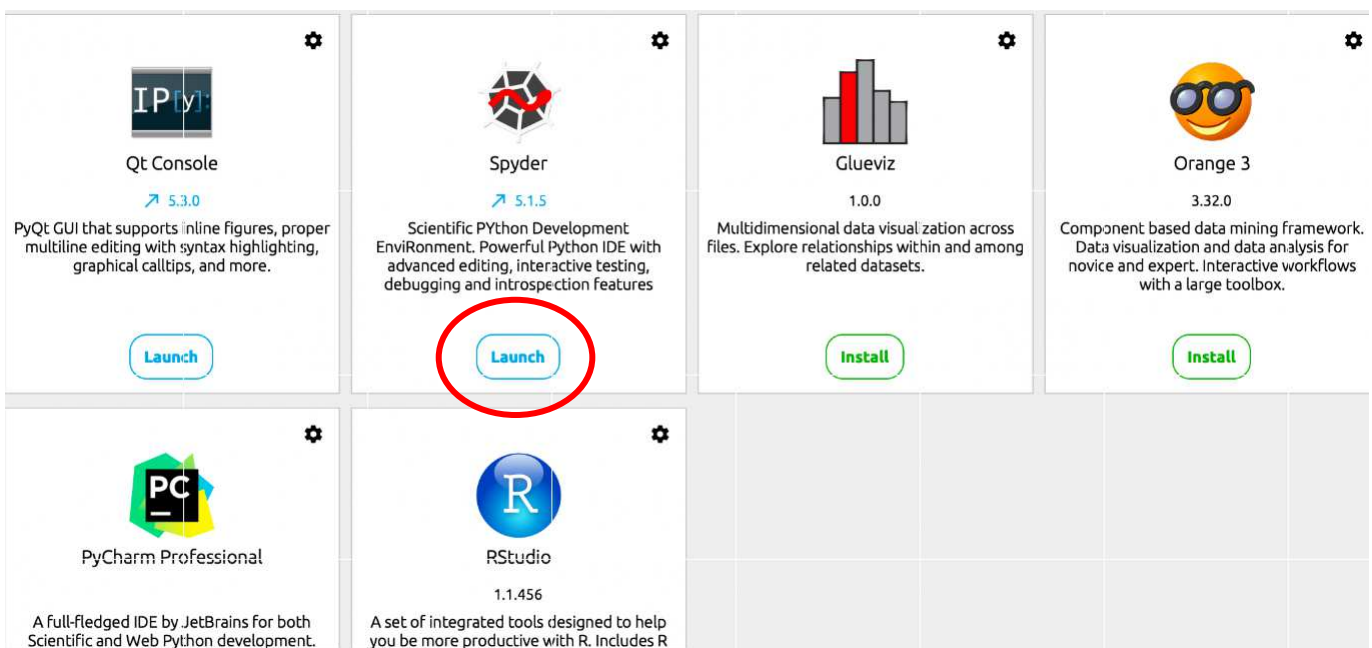 IP[y]:
Qt Console
5.3.0
PyQt GUI that supports inline figures, proper
multiline editing with syntax highlighting,
graphical calltips, and more.
Launch
Spyder
5.1.5
Scientific PYthon Development
EnviRonment. Powerful Python IDE with
advanced editing, interactive testing,
debugging and introspection features
Launch
Glueviz
1.0.0
Multidimensional data visualization across
files. Explore relationships within and among
related datasets.
Install
Orange 3
3.32.0
Component based data mining framework.
Data visualization and data analysis for
novice and expert. Interactive workflows
with a large toolbox.
Install
PC
PyCharm Professional
A full-fledged IDE by JetBrains for both
Scientific and Web Python development.
R
RStudio
1.1.456
A set of integrated tools designed to help
you be more productive with R. Includes R